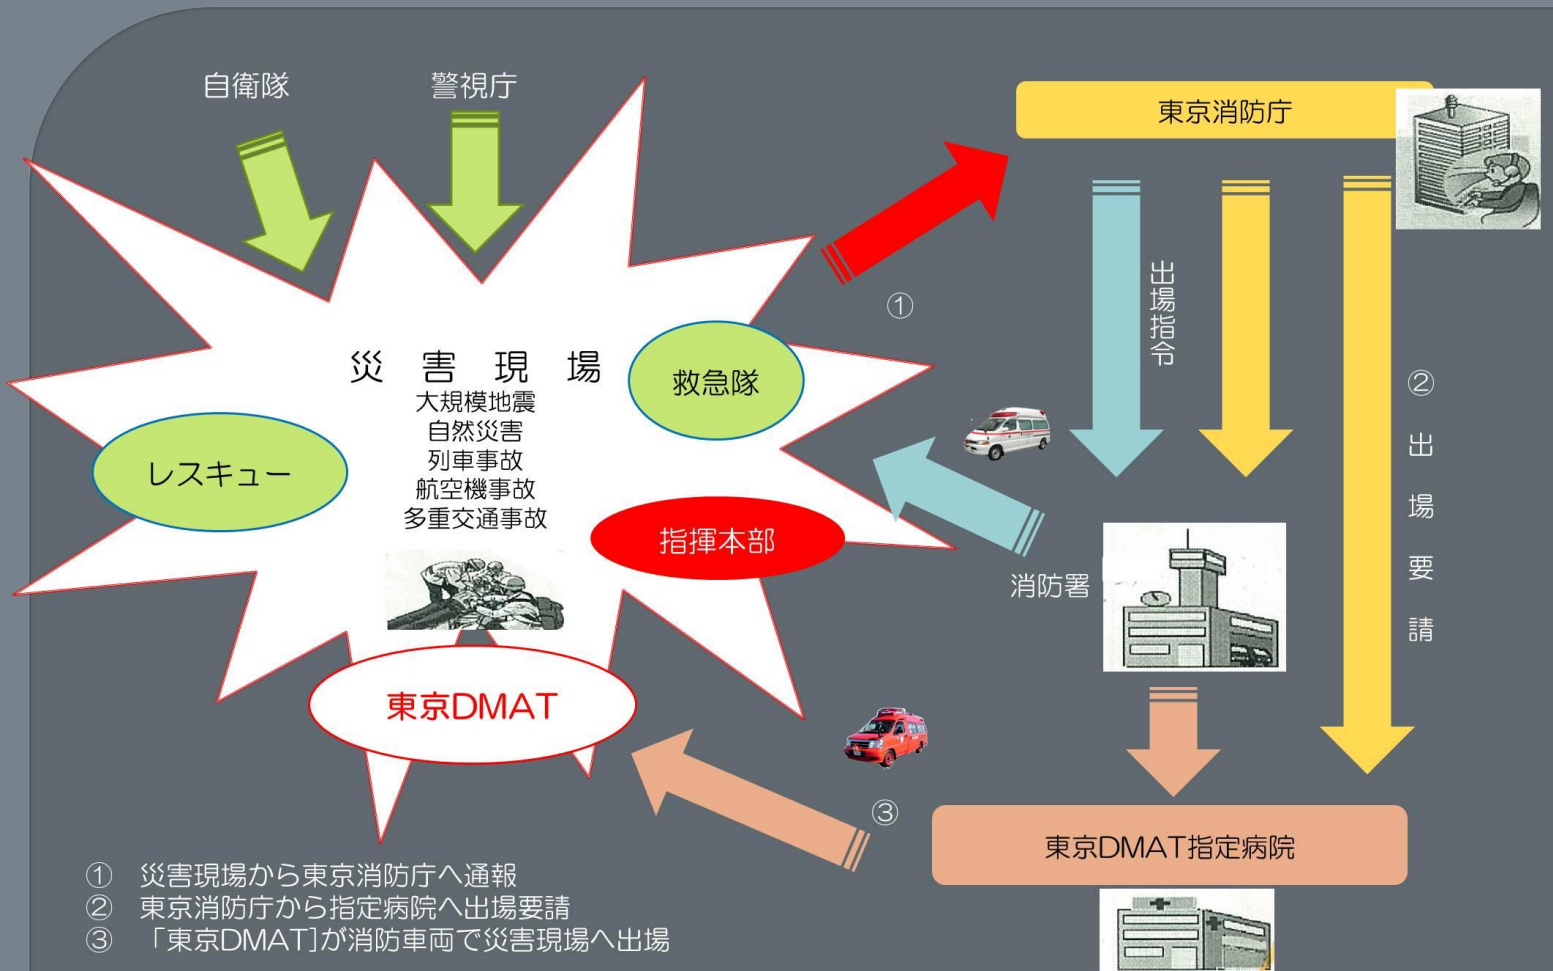 自衛隊
警視庁
東京消防庁
①
出場指令
②出場要請
災害現場
大規模地震
自然災害
列車事故
航空機事故
多重交通事故
救急隊
レスキュー
指揮本部
消防署
東京DMAT
③
東京DMAT指定病院
① 災害現場から東京消防庁へ通報
② 東京消防庁から指定病院へ出場要請
③ 「東京DMAT]が消防車両で災害現場へ出場